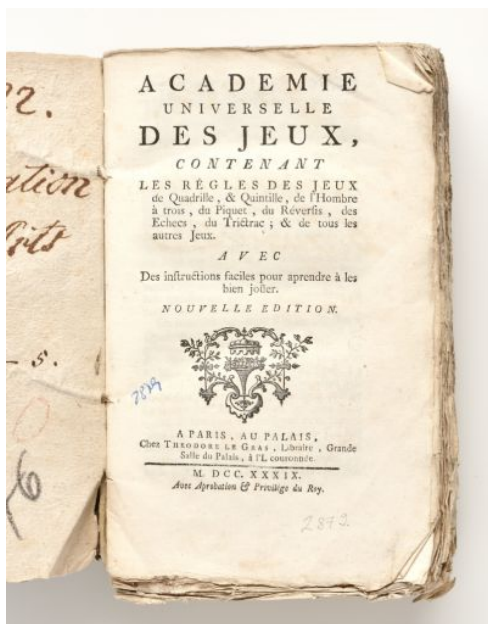 22.
ation
– 5.
ACADEMIE
UNIVERSELLE
DES JEUX,
CONTENANT
LES RÉGLES DES JEUX
de Quadrille, & Quintille, de l'Hombre
à trois, du Piquet, du Réversis, des
Echecs, du Trictrac; & de tous les
autres Jeux.
AVEC
Des instructions faciles pour aprendre à les
bien joüer.
NOUVELLE EDITION.
A PARIS, AU PALAIS,
Chez THEODORE LE GRAS, Libraire, Grande
Salle du Palais, à l'L couronnée.
M. DCC. XXXIX.
Avec Aprobation & Privilége du Roy.
2873